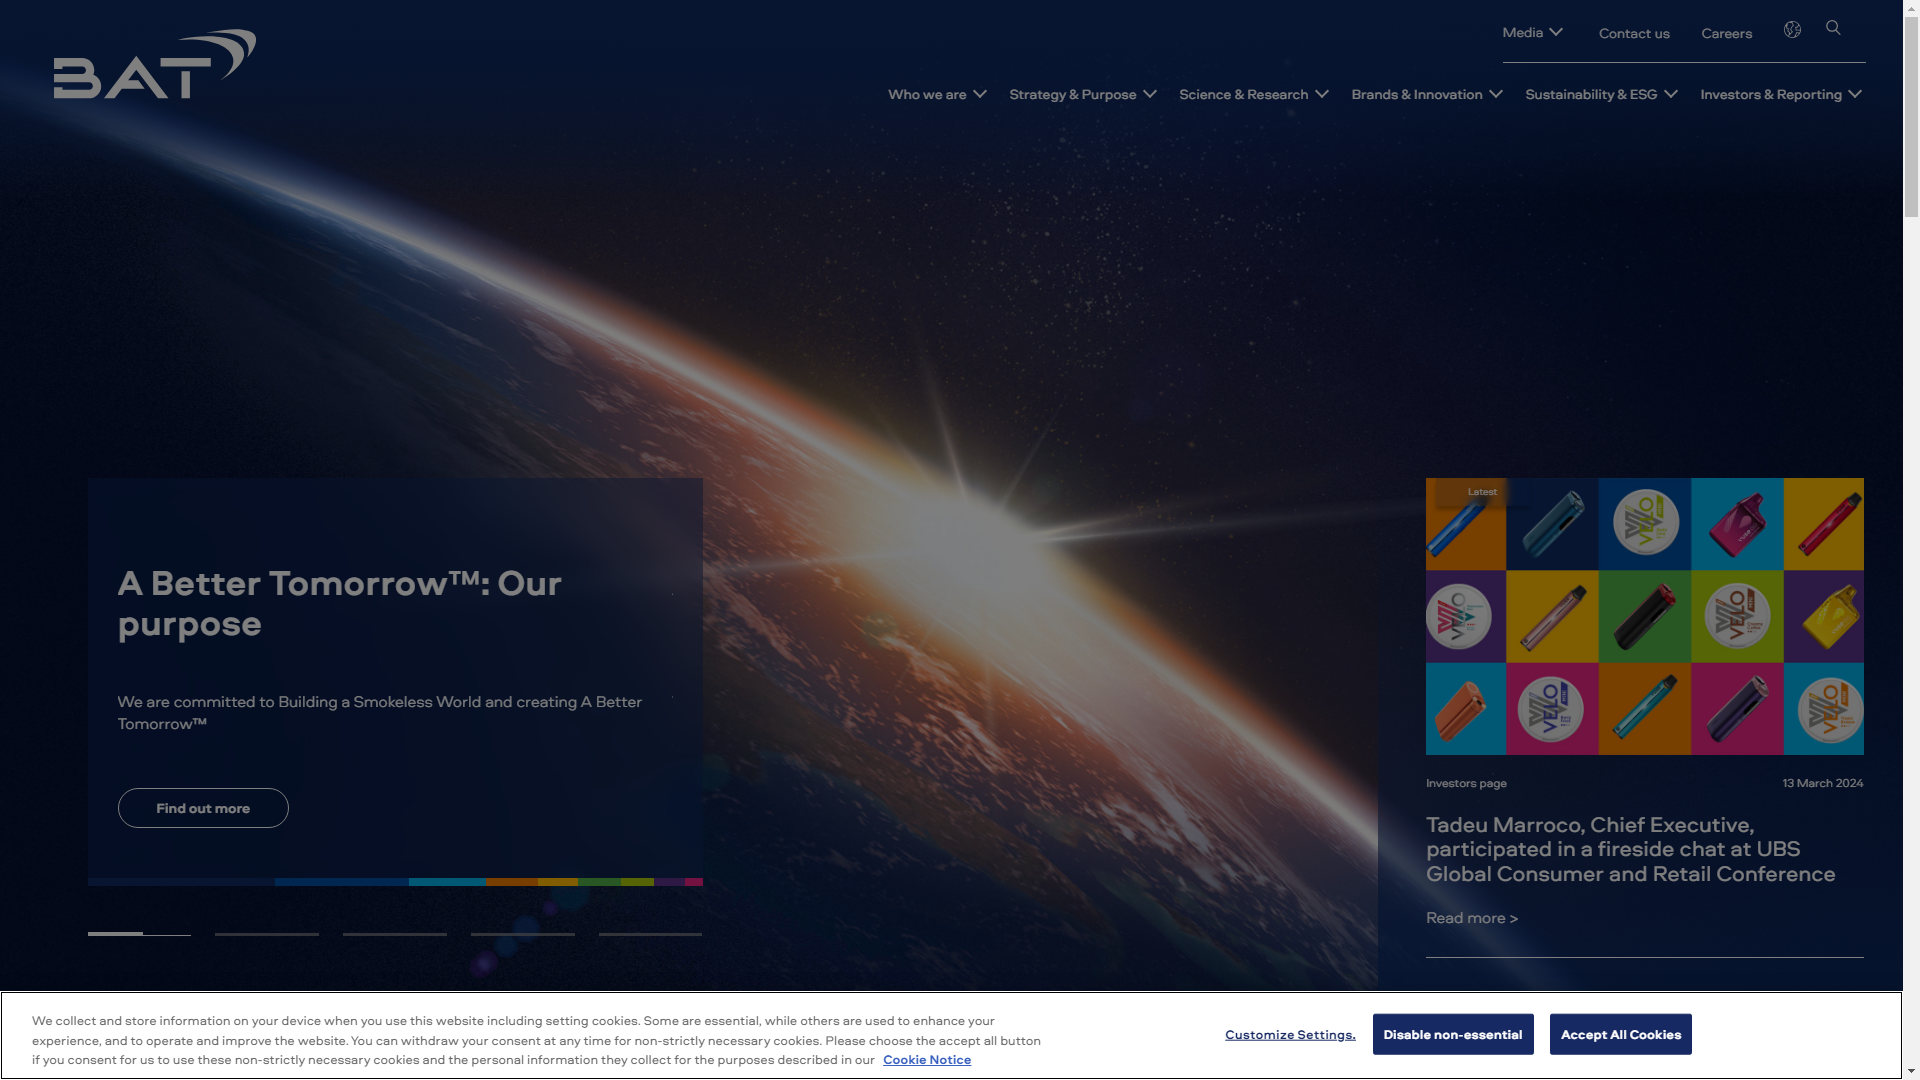 BAT
Media
Contact us
Careers
Who we are
Strategy & Purpose
Science & Research
Brands & Innovation
Sustainability & ESG
Investors & Reporting
A Better Tomorrow™: Our
purpose
We are committed to Building a Smokeless World and creating A Better
Tomorrow™
Find out more
Latest
VELO
VELO
VELO
VELO
Investors page
13 March 2024
Tadeu Marroco, Chief Executive,
participated in a fireside chat at UBS
Global Consumer and Retail Conference
Read more >
We collect and store information on your device when you use this website including setting cookies. Some are essential, while others are used to enhance your
experience, and to operate and improve the website. You can withdraw your consent at any time for non-strictly necessary cookies. Please choose the accept all button
if you consent for us to use these non-strictly necessary cookies and the personal information they collect for the purposes described in our Cookie Notice
Customize Settings.
Disable non-essential
Accept All Cookies